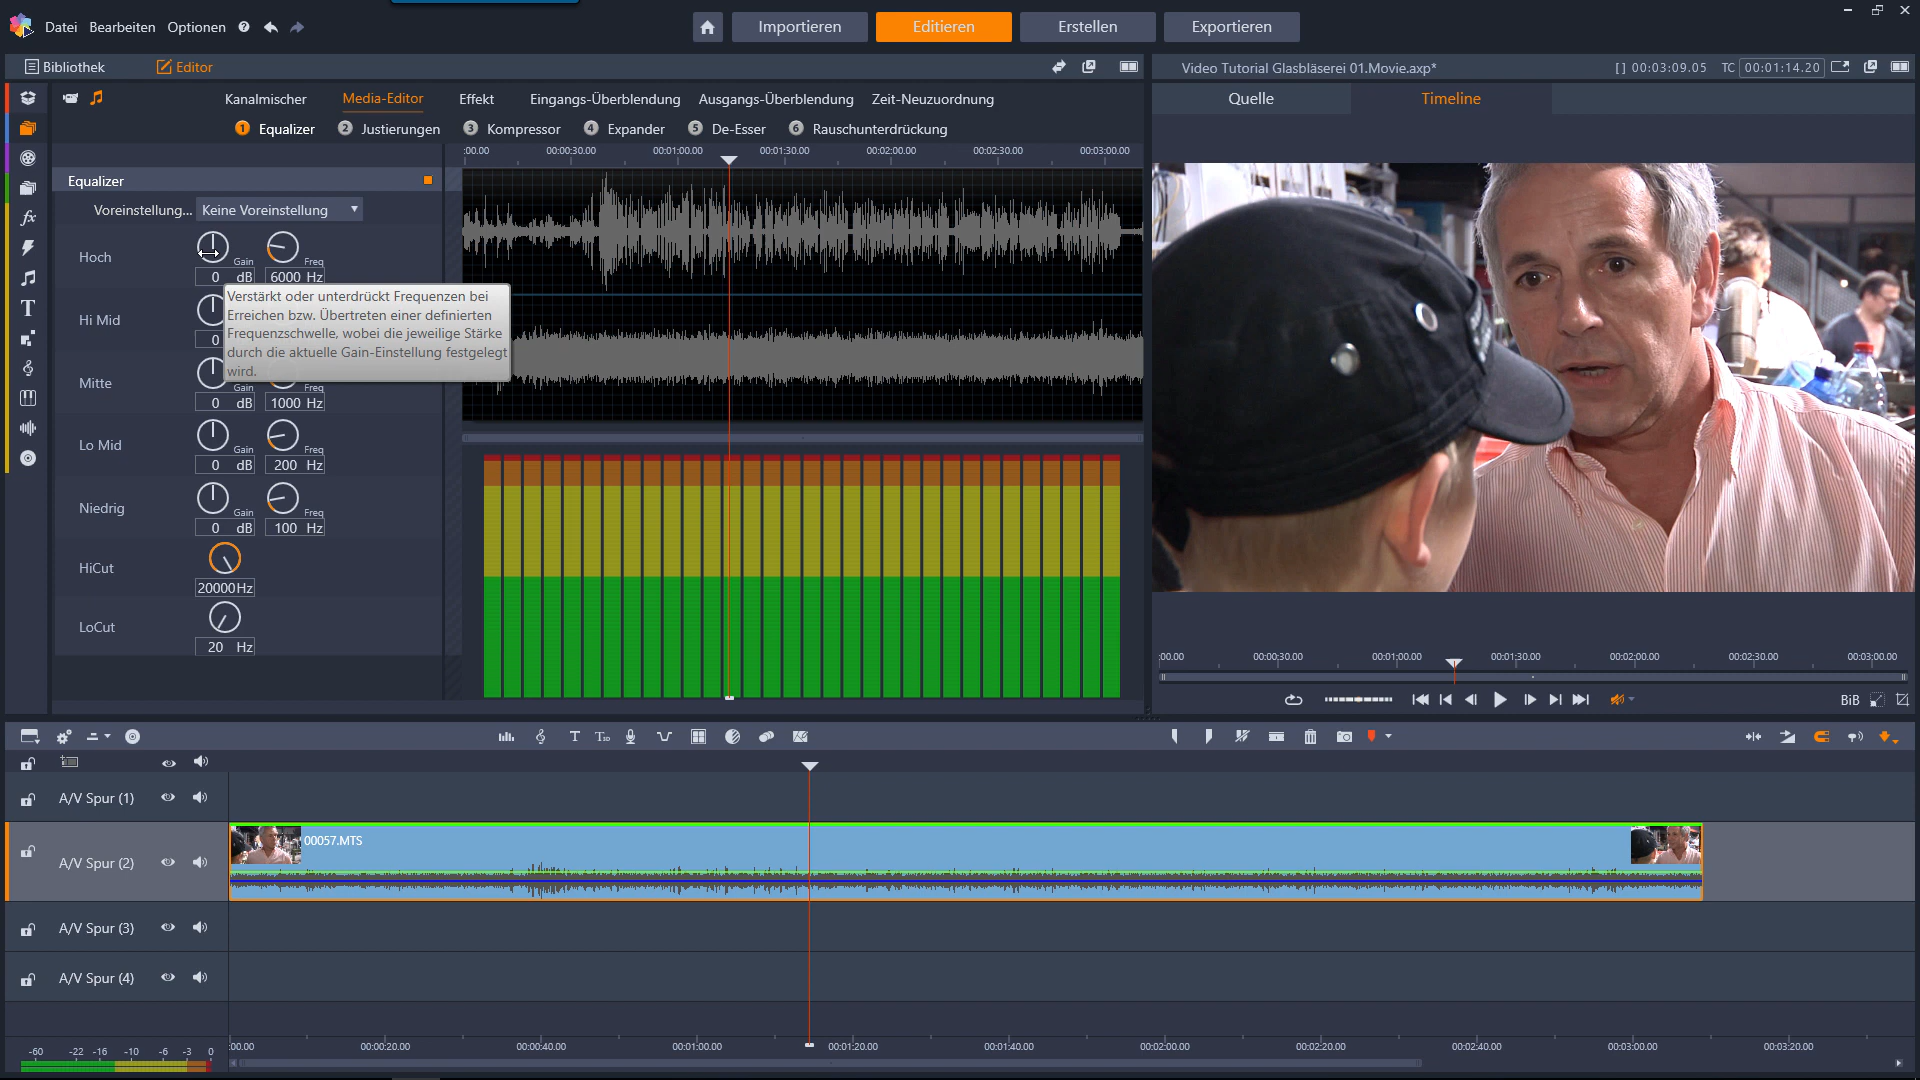 Datei Bearbeiten Optionen
Importieren Editieren Erstellen Exportieren
Bibliothek Editor
Video Tutorial Glasbläserei 01.Movie.axp* [ ] 00:03:09.05 TC 00:01:14.20
Kanalmischer Media-Editor Effekt Eingangs-Überblendung Ausgangs-Überblendung Zeit-Neuzuordnung
Quelle Timeline
1 Equalizer 2 Justierungen 3 Kompressor 4 Expander 5 De-Esser 6 Rauschunterdrückung
:00.00 00:00:30.00 00:01:00.00 00:01:30.00 00:02:00.00 00:02:30.00 00:03:00.00
Equalizer
Voreinstellung... Keine Voreinstellung
Hoch Gain Freq
0 dB 6000 Hz
Verstärkt oder unterdrückt Frequenzen bei
Erreichen bzw. Übertreten einer definierten
Frequenzschwelle, wobei die jeweilige Stärke
durch die aktuelle Gain-Einstellung festgelegt
wird.
Hi Mid
0
Mitte Gain Freq
0 dB 1000 Hz
Lo Mid Gain Freq
0 dB 200 Hz
Niedrig Gain Freq
0 dB 100 Hz
HiCut
20000Hz
LoCut
20 Hz
:00.00 00:00:30.00 00:01:00.00 00:01:30.00 00:02:00.00 00:02:30.00 00:03:00.00
BiB
A/V Spur (1)
00057.MTS
A/V Spur (2)
A/V Spur (3)
A/V Spur (4)
-60 -22 -16 -10 -6 -3 0
:00.00 00:00:20.00 00:00:40.00 00:01:00.00 00:01:20.00 00:01:40.00 00:02:00.00 00:02:20.00 00:02:40.00 00:03:00.00 00:03:20.00